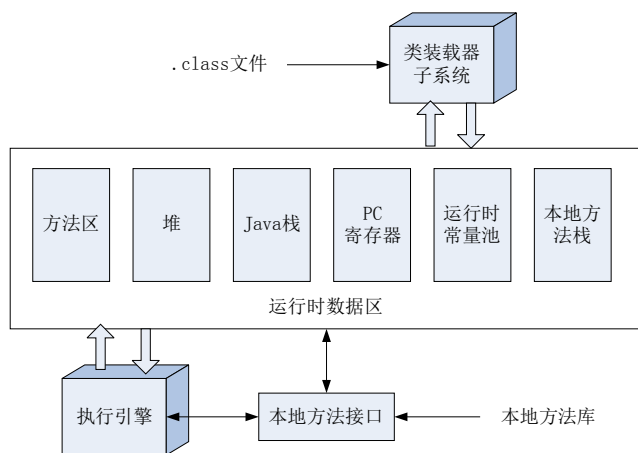 .class文件
类装载器
子系统
方法区
堆
Java栈
PC
寄存器
运行时
常量池
本地方
法栈
运行时数据区
执行引擎
本地方法接口
本地方法库